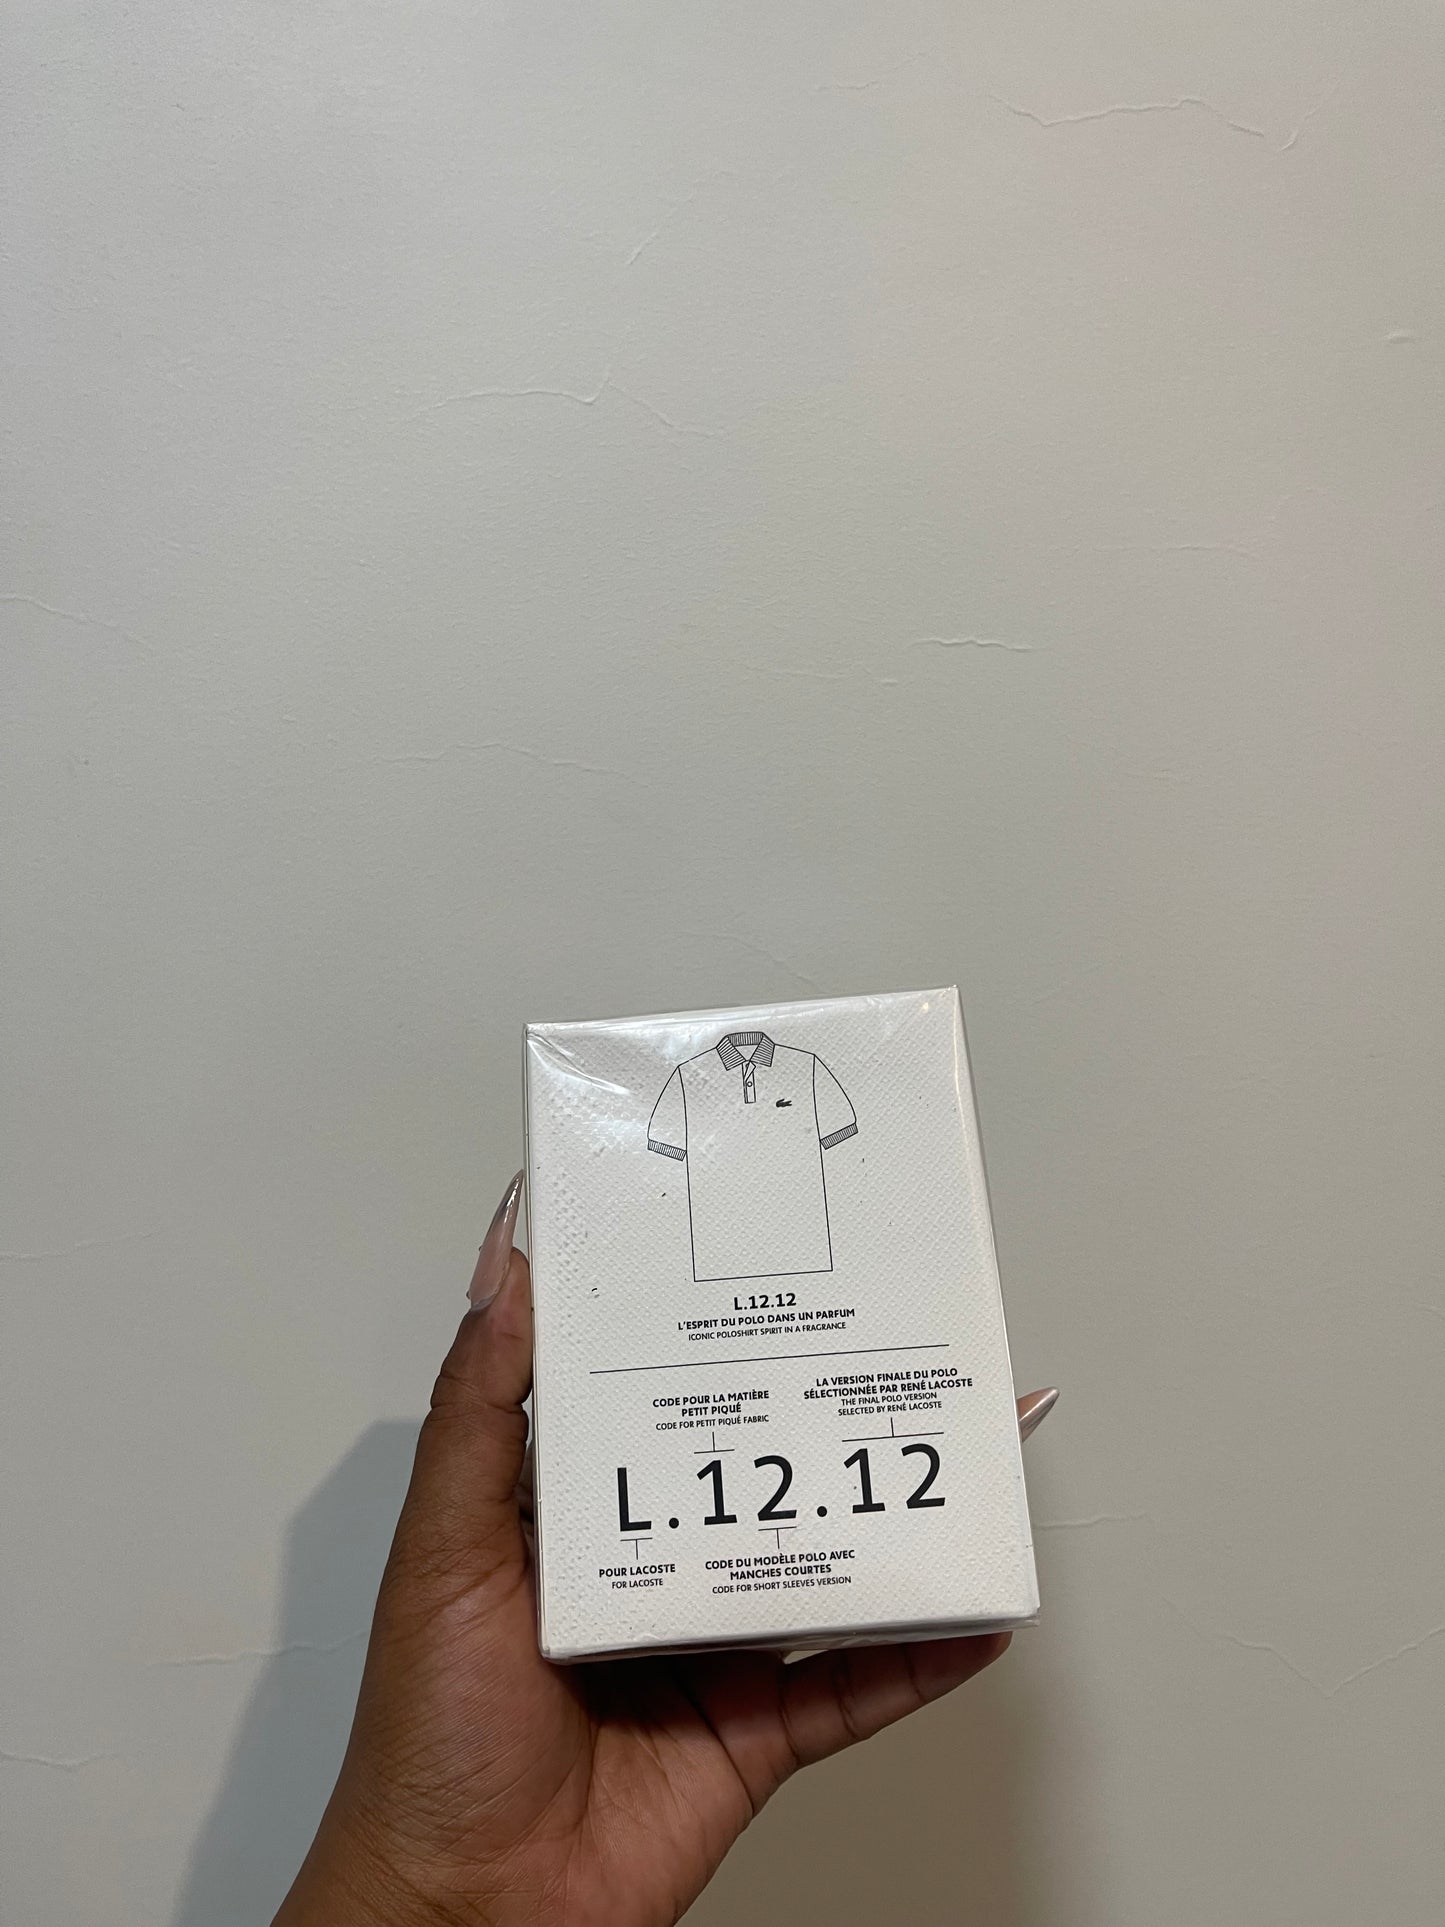 L.12.12
L'ESPRIT DU POLO DANS UN PARFUM
ICONIC POLOSHIRT SPIRIT IN A FRAGRANCE
CODE POUR LA MATIÈRE
PETIT PIQUÉ
CODE FOR PETIT PIQUÉ FABRIC
LA VERSION FINALE DU POLO
SÉLECTIONNÉE PAR RENÉ LACOSTE
THE FINAL POLO VERSION
SELECTED BY RENÉ LACOSTE
L.12.12
POUR LACOSTE
FOR LACOSTE
CODE DU MODÈLE POLO AVEC
MANCHES COURTES
CODE FOR SHORT SLEEVES VERSION